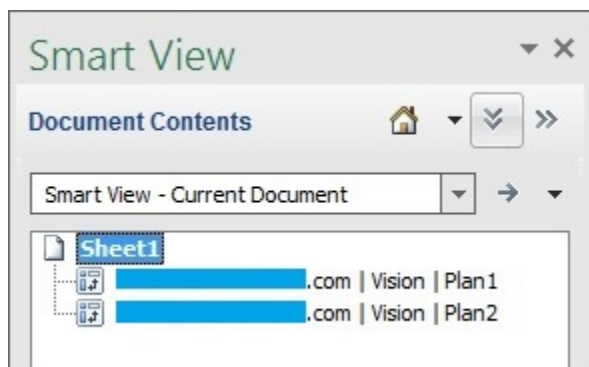 Smart View
Document Contents
Smart View - Current Document
Sheet1
.com | Vision | Plan1
.com | Vision | Plan2